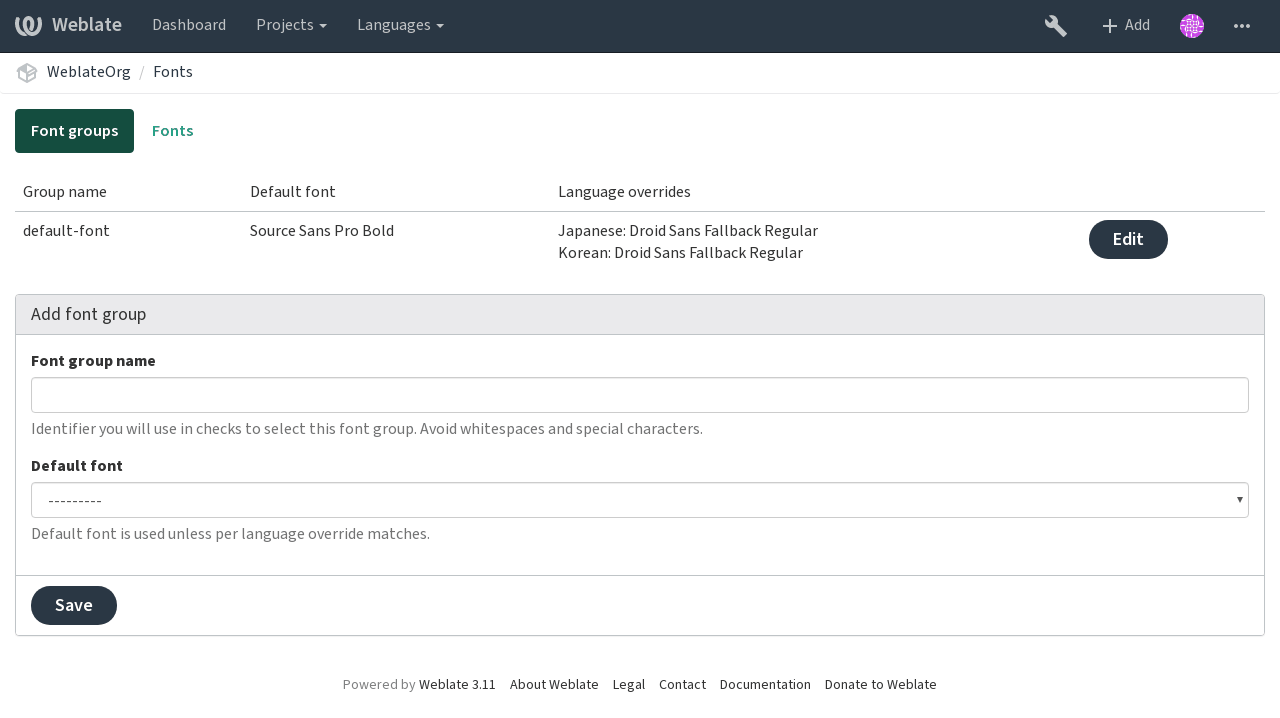 Weblate Dashboard Projects Languages Add
WeblateOrg / Fonts
Font groups Fonts
Group name Default font Language overrides
default-font Source Sans Pro Bold Japanese: Droid Sans Fallback Regular Edit
Korean: Droid Sans Fallback Regular
Add font group
Font group name
Identifier you will use in checks to select this font group. Avoid whitespaces and special characters.
Default font
---------
Default font is used unless per language override matches.
Save
Powered by Weblate 3.11 About Weblate Legal Contact Documentation Donate to Weblate